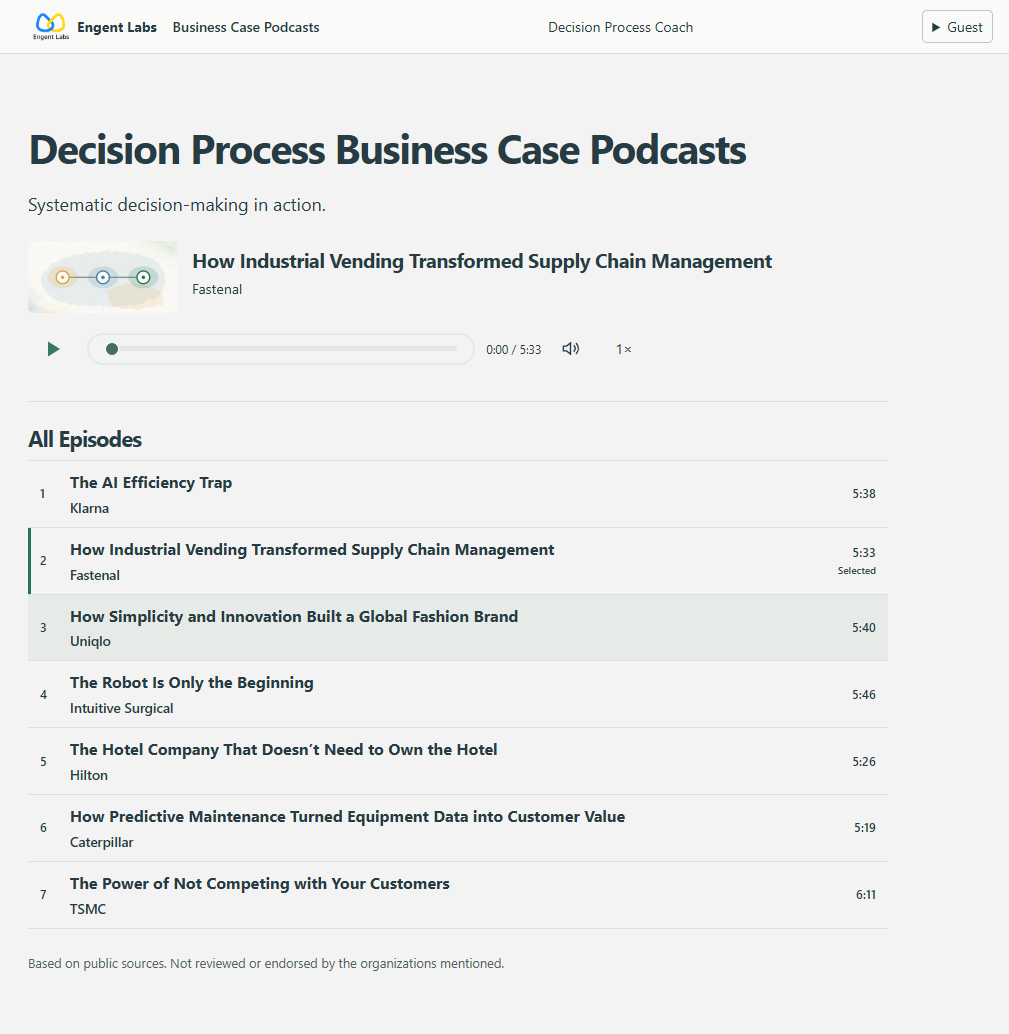 Engent Labs
Engent Labs
Business Case Podcasts
Decision Process Coach
▶ Guest
Decision Process Business Case Podcasts
Systematic decision-making in action.
How Industrial Vending Transformed Supply Chain Management
Fastenal
0:00 / 5:33
1×
All Episodes
1
The AI Efficiency Trap
Klarna
5:38
2
How Industrial Vending Transformed Supply Chain Management
Fastenal
5:33
Selected
3
How Simplicity and Innovation Built a Global Fashion Brand
Uniqlo
5:40
4
The Robot Is Only the Beginning
Intuitive Surgical
5:46
5
The Hotel Company That Doesn’t Need to Own the Hotel
Hilton
5:26
6
How Predictive Maintenance Turned Equipment Data into Customer Value
Caterpillar
5:19
7
The Power of Not Competing with Your Customers
TSMC
6:11
Based on public sources. Not reviewed or endorsed by the organizations mentioned.